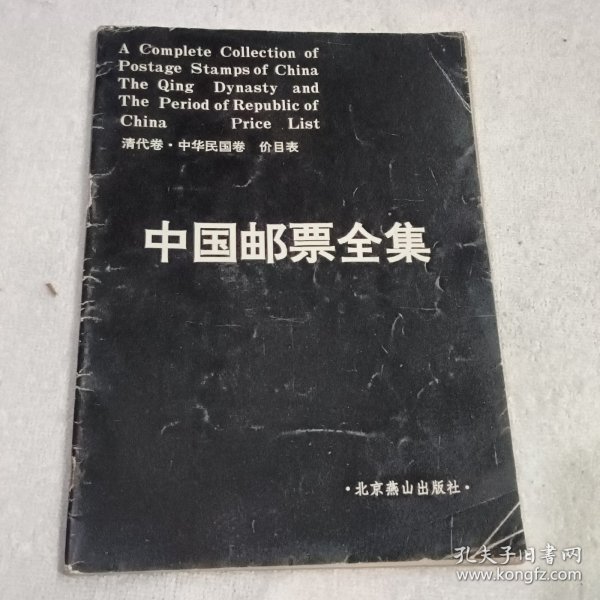 A Complete Collection of
Postage Stamps of China
The Qing Dynasty and
The Period of Republic of
China Price List
清代卷·中华民国卷 价目表
中国邮票全集
·北京燕山出版社·
孔夫子旧書网
www.kongfz.com